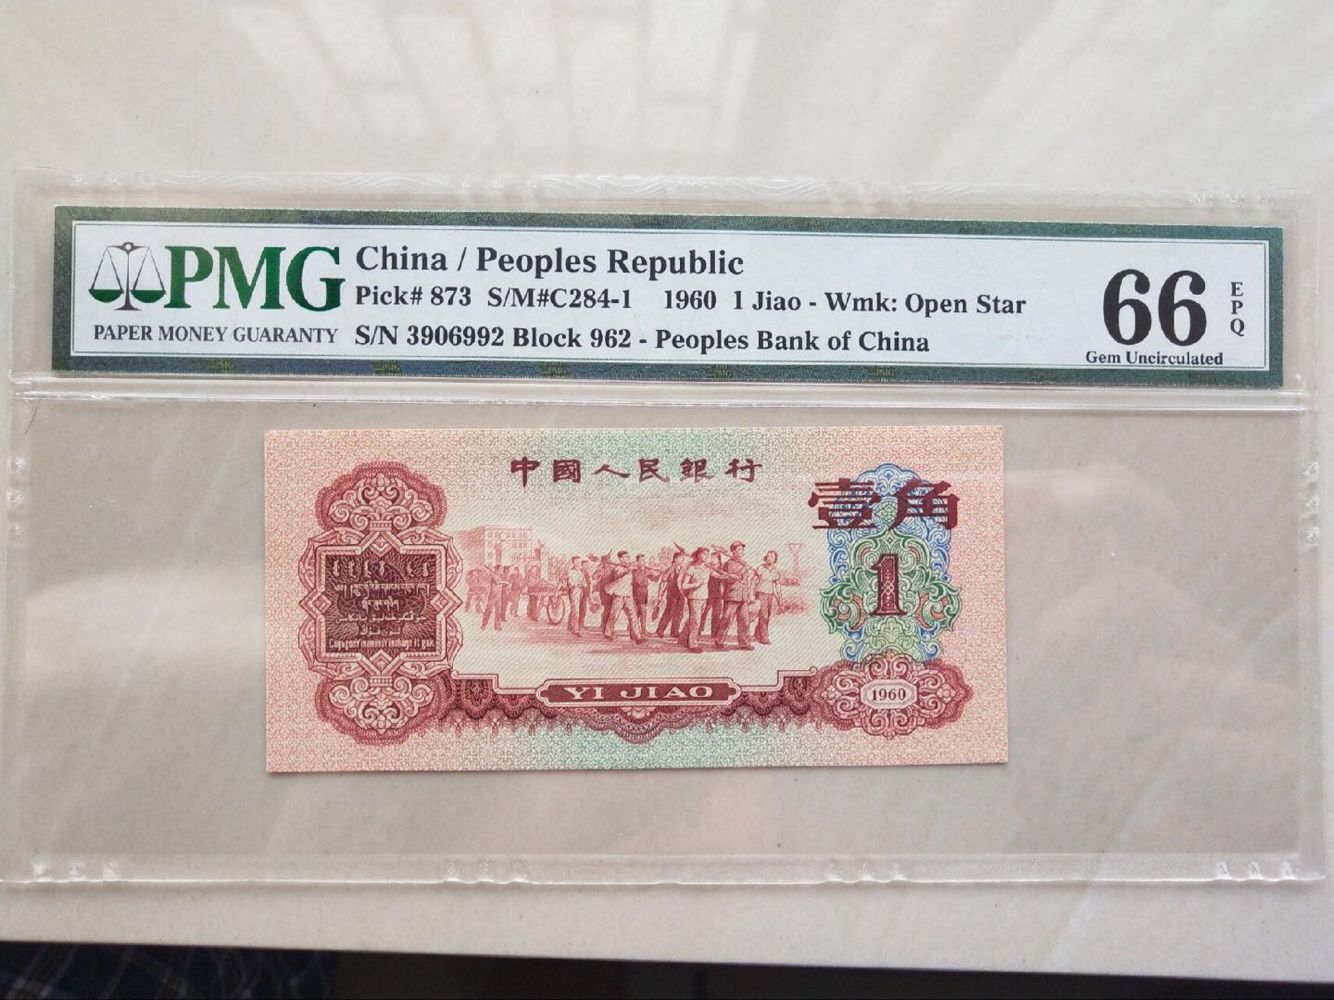 PMG
PAPER MONEY GUARANTY
China / Peoples Republic
Pick# 873 S/M#C284-1 1960 1 Jiao - Wmk: Open Star
S/N 3906992 Block 962 - Peoples Bank of China
66
EPQ
Gem Uncirculated
中國人民銀行
壹角
1
YI JIAO
1960